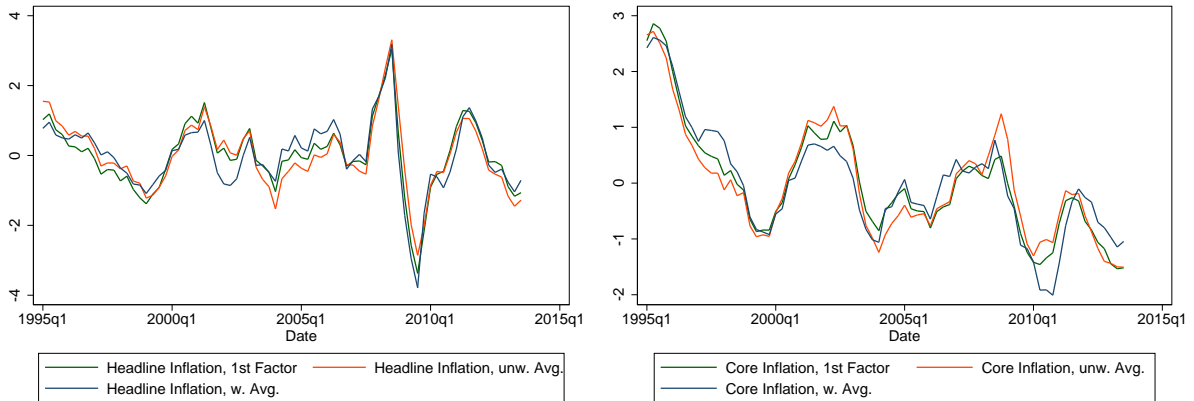 4
2
0
-2
-4
1995q1 2000q1 2005q1 2010q1 2015q1
Date
Headline Inflation, 1st Factor Headline Inflation, unw. Avg.
Headline Inflation, w. Avg.
3
2
1
0
-1
-2
1995q1 2000q1 2005q1 2010q1 2015q1
Date
Core Inflation, 1st Factor Core Inflation, unw. Avg.
Core Inflation, w. Avg.